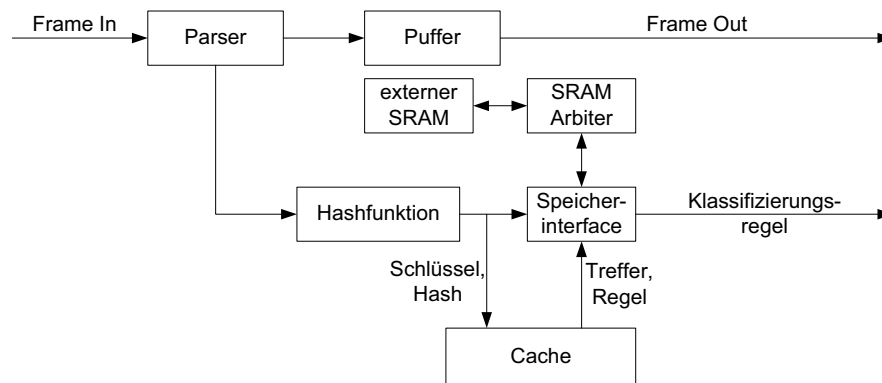 Frame In
Parser
Puffer
Frame Out
externer
SRAM
SRAM
Arbiter
Hashfunktion
Speicher-
interface
Klassifizierungs-
regel
Schlüssel,
Hash
Treffer,
Regel
Cache